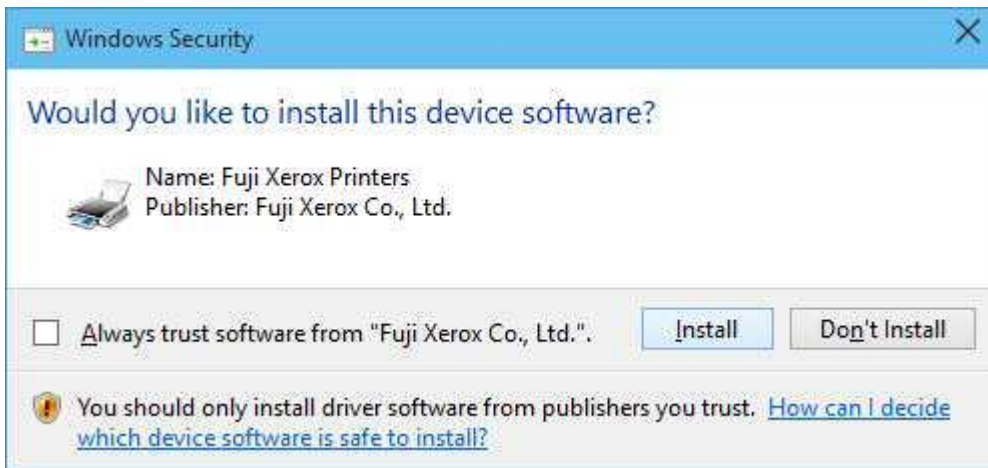 Windows Security
Would you like to install this device software?
Name: Fuji Xerox Printers
Publisher: Fuji Xerox Co., Ltd.
Always trust software from "Fuji Xerox Co., Ltd.".
Install
Don't Install
You should only install driver software from publishers you trust. How can I decide
which device software is safe to install?